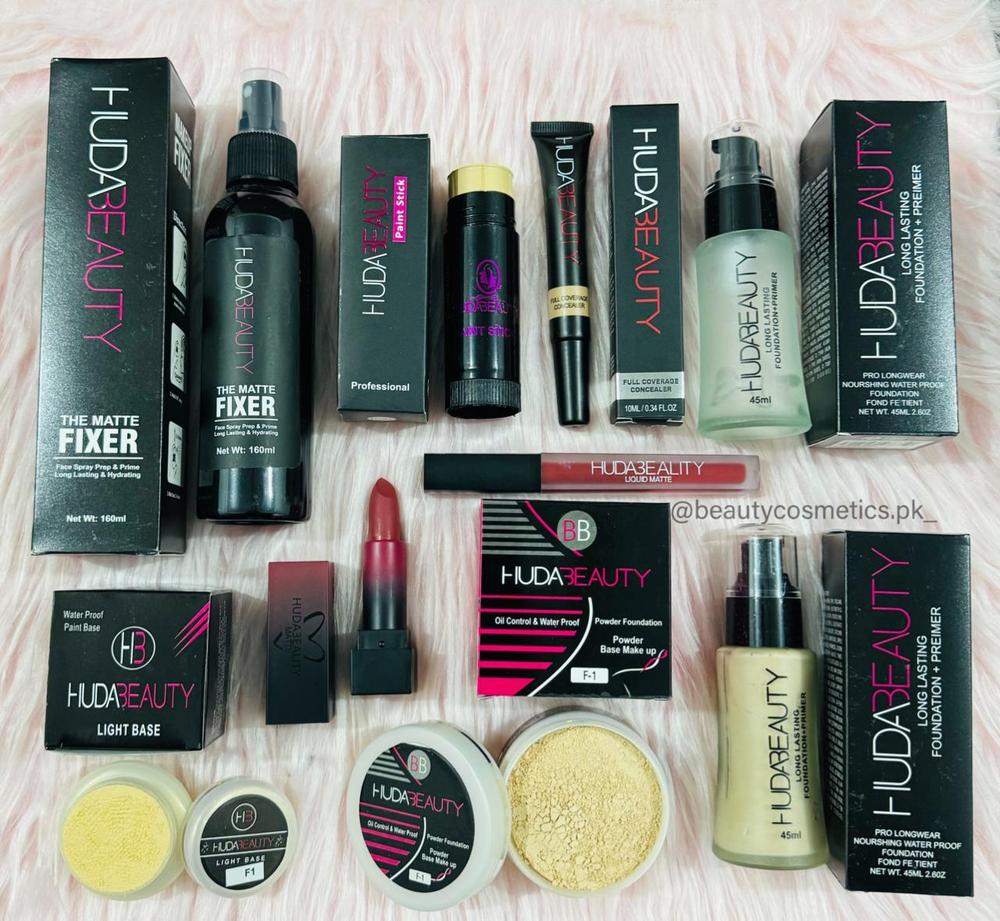 HUDABEAUTY
THE MATTE
FIXER
Face Spray Prep & Prime
Long Lasting & Hydrating
Net Wt: 160ml
HUDABEAUTY
THE MATTE
FIXER
Face Spray Prep & Prime
Long Lasting & Hydrating
Net Wt: 160ml
HUDABEAUTY
Paint Stick
Professional
HUDABEAUTY
FULL COVERAGE
CONCEALER
HUDABEAUTY
FULL COVERAGE
CONCEALER
10ML / 0.34 FL.OZ
HUDABEAUTY
LONG LASTING
FOUNDATION+PRIMER
45ml
HUDABEAUTY
LONG LASTING
FOUNDATION + PREIMER
PRO LONGWEAR
NOURSHING WATER PROOF
FOUNDATION
FOND FE TIENT
NET WT. 45ML 2.60Z
HUDABEALITY
LIQUID MATTE
@beautycosmetics.pk_
Water Proof
Paint Base
HB
HUDABEAUTY
LIGHT BASE
HUDABEAUTY
BB
HUDABEAUTY
Oil Control & Water Proof
Powder Foundation
Powder
Base Make up
F-1
HUDABEAUTY
LONG LASTING
FOUNDATION+PRIMER
45ml
HUDABEAUTY
LONG LASTING
FOUNDATION + PREIMER
PRO LONGWEAR
NOURSHING WATER PROOF
FOUNDATION
FOND FE TIENT
NET WT. 45ML 2.60Z
HB
HUDABEAUTY
LIGHT BASE
F1
BB
HUDABEAUTY
Oil Control & Water Proof
Powder Foundation
Powder
Base Make up
F-1